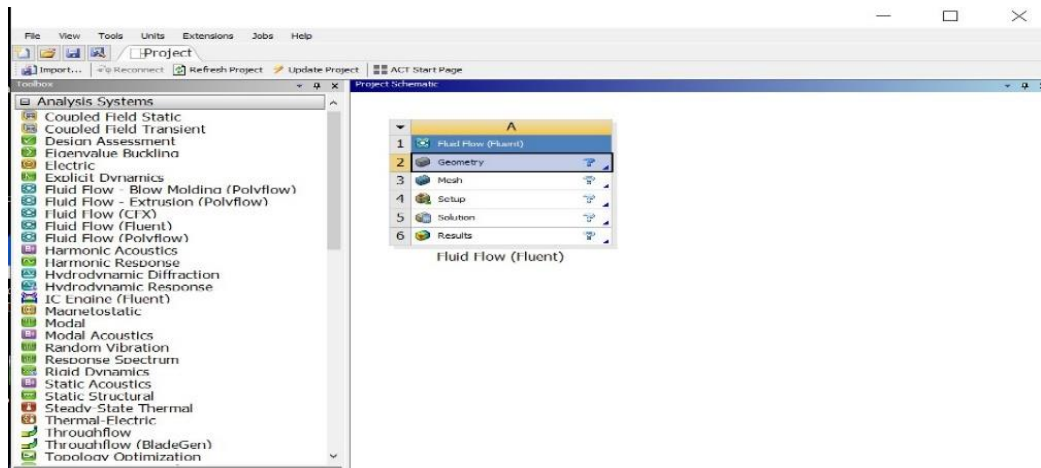 File View Tools Units Extensions Jobs Help
Project
Import... Reconnect Refresh Project Update Project ACT Start Page
Toolbox
Project Schematic
Analysis Systems
Coupled Field Static
Coupled Field Transient
Design Assessment
Eigenvalue Buckling
Electric
Explicit Dynamics
Fluid Flow - Blow Molding (Polyflow)
Fluid Flow - Extrusion (Polyflow)
Fluid Flow (CFX)
Fluid Flow (Fluent)
Fluid Flow (Polyflow)
Harmonic Acoustics
Harmonic Response
Hydrodynamic Diffraction
Hydrodynamic Response
IC Engine (Fluent)
Magnetostatic
Modal
Modal Acoustics
Random Vibration
Response Spectrum
Rigid Dynamics
Static Acoustics
Static Structural
Steady-State Thermal
Thermal-Electric
Throughflow
Throughflow (BladeGen)
Topology Optimization
A
1 Fluid Flow (Fluent)
2 Geometry ?
3 Mesh ?
4 Setup ?
5 Solution ?
6 Results ?
Fluid Flow (Fluent)